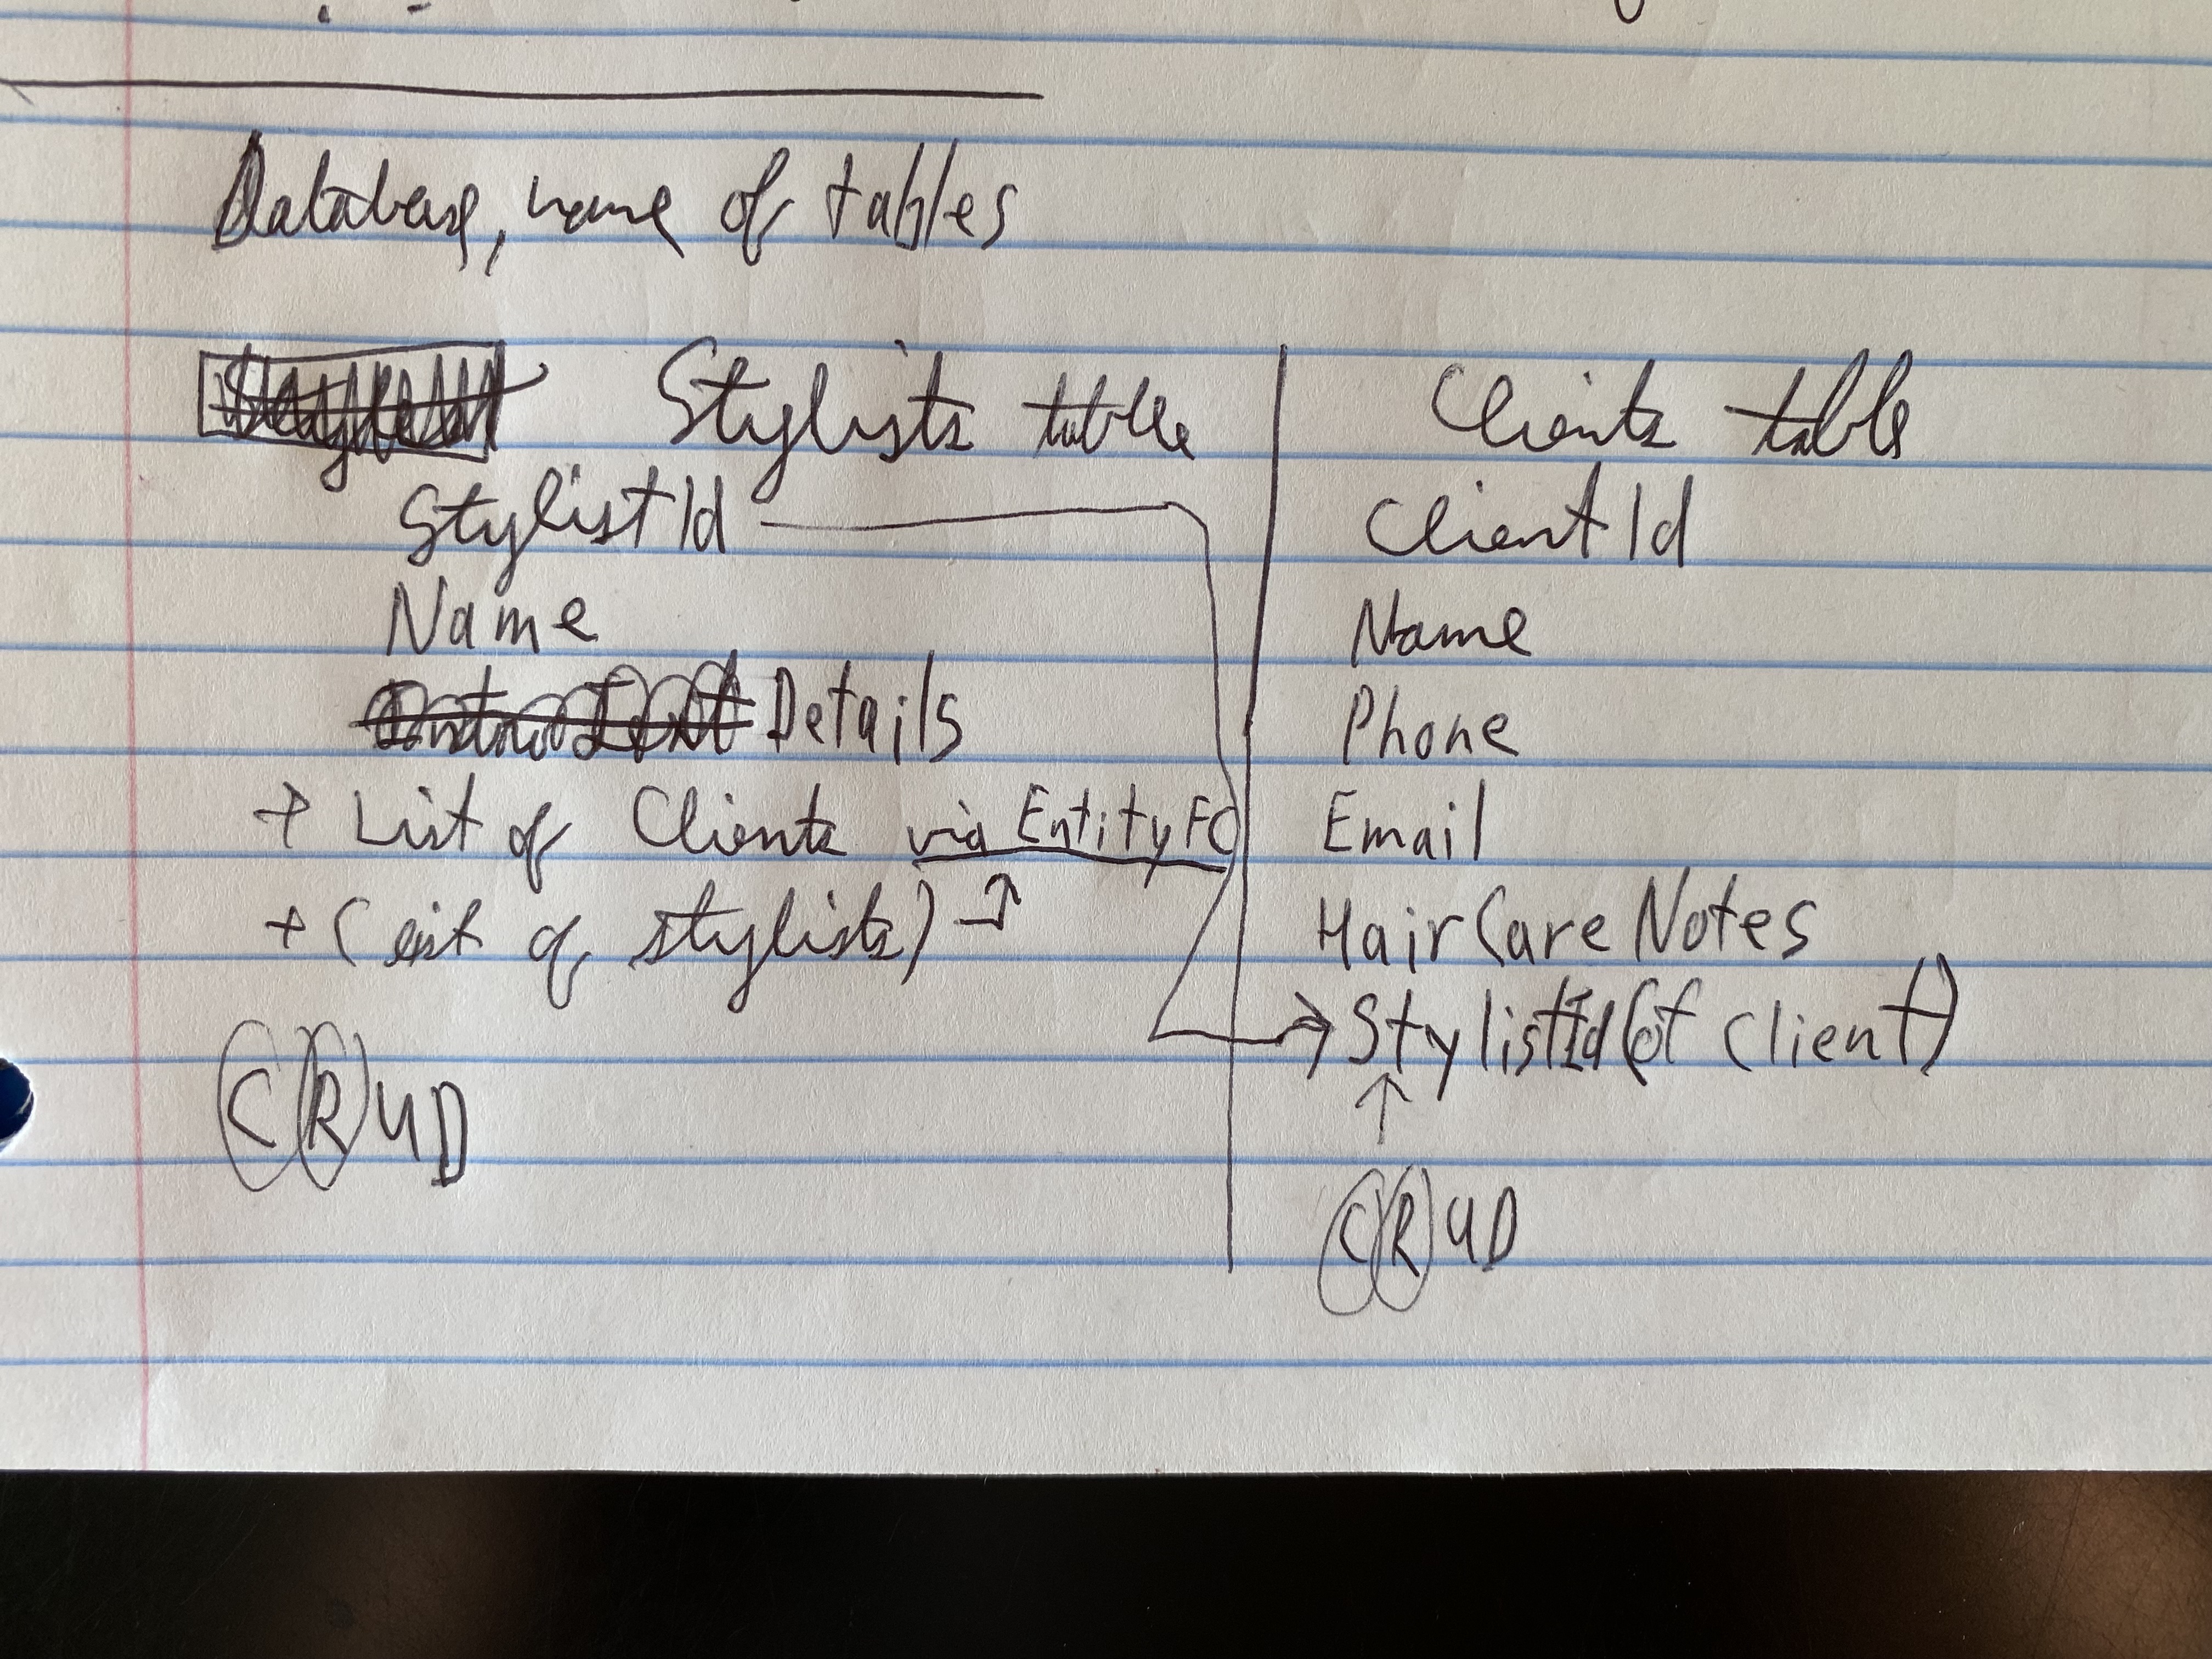 Database, name of tables
Stylists table
StylistId
Name
Details
+ List of Clients via EntityFC
+ (List of stylists)
CRUD
Clients table
ClientId
Name
Phone
Email
HairCareNotes
StylistId (of client)
CRUD